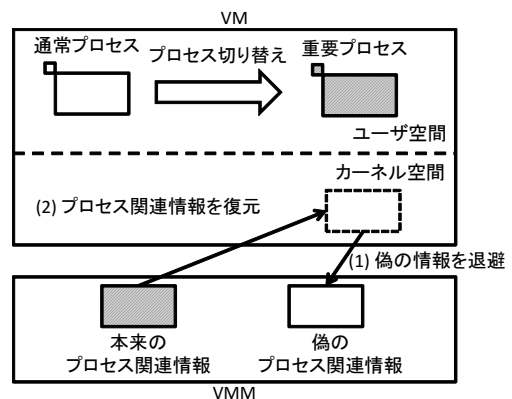 VM
通常プロセス
プロセス切り替え
重要プロセス
ユーザ空間
カーネル空間
(2) プロセス関連情報を復元
(1) 偽の情報を退避
本来の
プロセス関連情報
偽の
プロセス関連情報
VMM